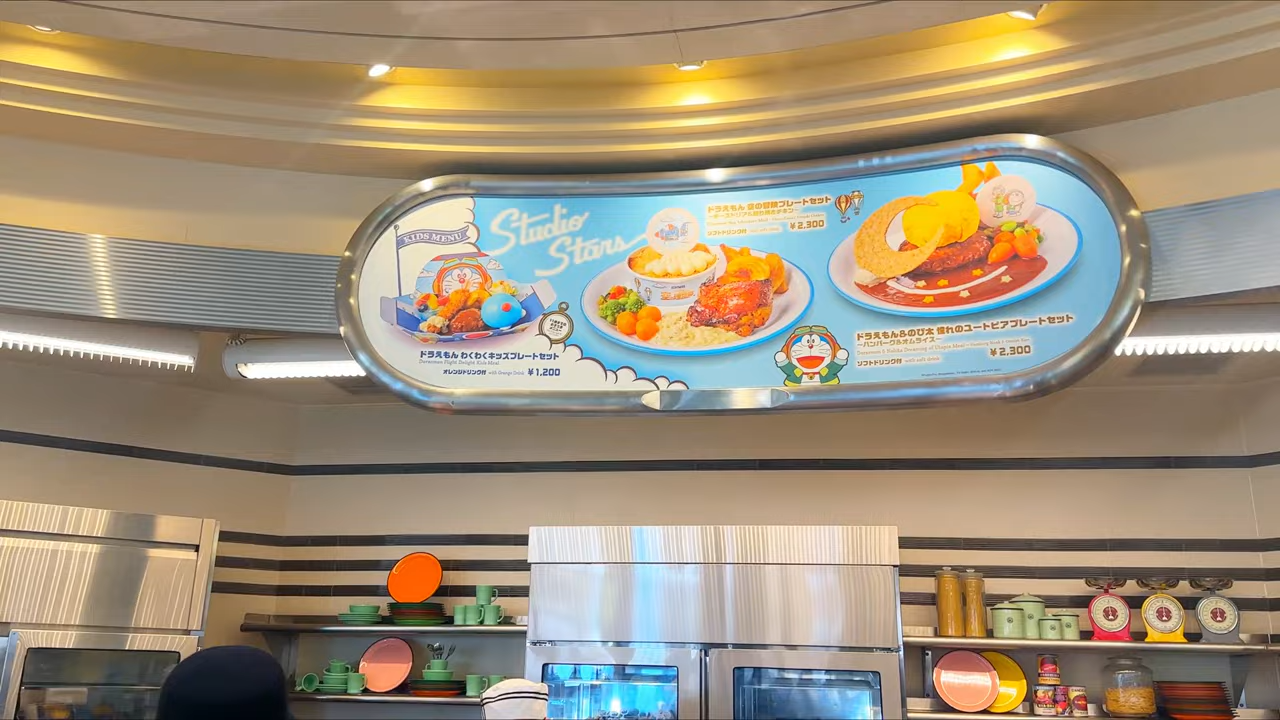 KIDS MENU
Studio
Stars
ドラえもん わくわくキッズプレートセット
Doraemon Flight Delight Kids Meal
オレンジドリンク付 with Orange Drink ¥1,200
ドラえもん 空の冒険プレートセット
ソフトドリンク付 with soft drink ¥2,300
ドラえもん&のび太 憧れのユートピアプレートセット
~ハンバーグ&オムライス~
ソフトドリンク付 with soft drink ¥2,300